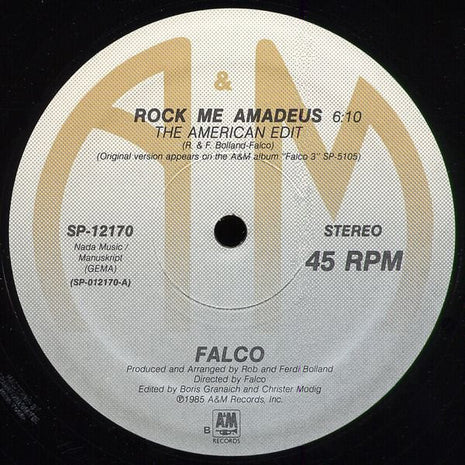 A & M
ROCK ME AMADEUS 6:10
THE AMERICAN EDIT
(R. & F. Bolland-Falco)
(Original version appears on the A&M album "Falco 3" SP-5105)
SP-12170
Nada Music/
Manuskript
(GEMA)
(SP-012170-A)
STEREO
45 RPM
FALCO
Produced and Arranged by Rob and Ferdi Bolland
Directed by Falco
Edited by Boris Granaich and Christer Modig
℗1985 A&M Records, Inc.
B
A&M
RECORDS